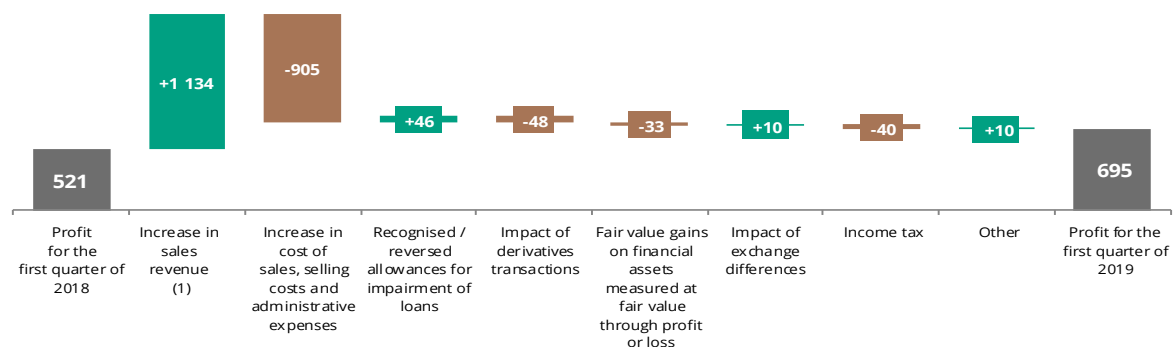 +1 134
-905
+46
-48
-33
+10
-40
+10
521
695
Profit
for the
first quarter of
2018
Increase in
sales
revenue
(1)
Increase in
cost of
sales, selling
costs and
administrative
expenses
Recognised /
reversed
allowances for
impairment of
loans
Impact of
derivatives
transactions
Fair value gains
on financial
assets
measured at
fair value
through profit
or loss
Impact of
exchange
differences
Income tax
Other
Profit for the
first quarter of
2019